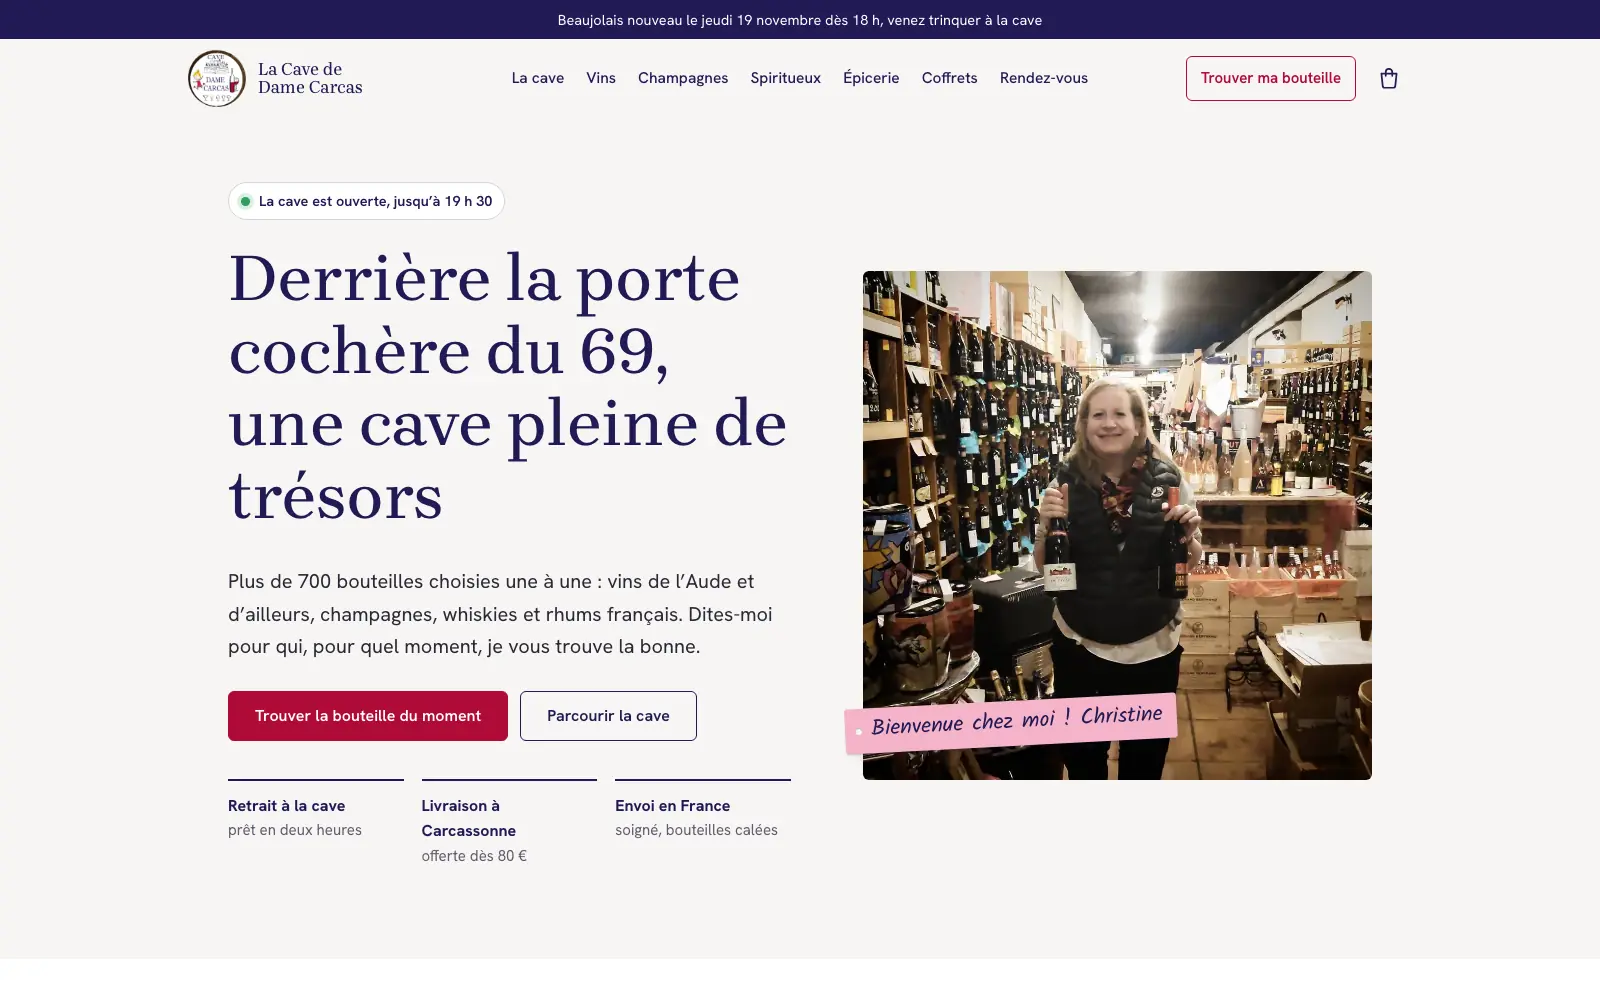 Beaujolais nouveau le jeudi 19 novembre dès 18 h, venez trinquer à la cave
CAVE
DAME
CARCAS
La Cave de
Dame Carcas
La cave
Vins
Champagnes
Spiritueux
Épicerie
Coffrets
Rendez-vous
Trouver ma bouteille
La cave est ouverte, jusqu’à 19 h 30
Derrière la porte
cochère du 69,
une cave pleine de
trésors
Plus de 700 bouteilles choisies une à une : vins de l’Aude et
d’ailleurs, champagnes, whiskies et rhums français. Dites-moi
pour qui, pour quel moment, je vous trouve la bonne.
Trouver la bouteille du moment
Parcourir la cave
Bienvenue chez moi ! Christine
Retrait à la cave
prêt en deux heures
Livraison à
Carcassonne
offerte dès 80 €
Envoi en France
soigné, bouteilles calées